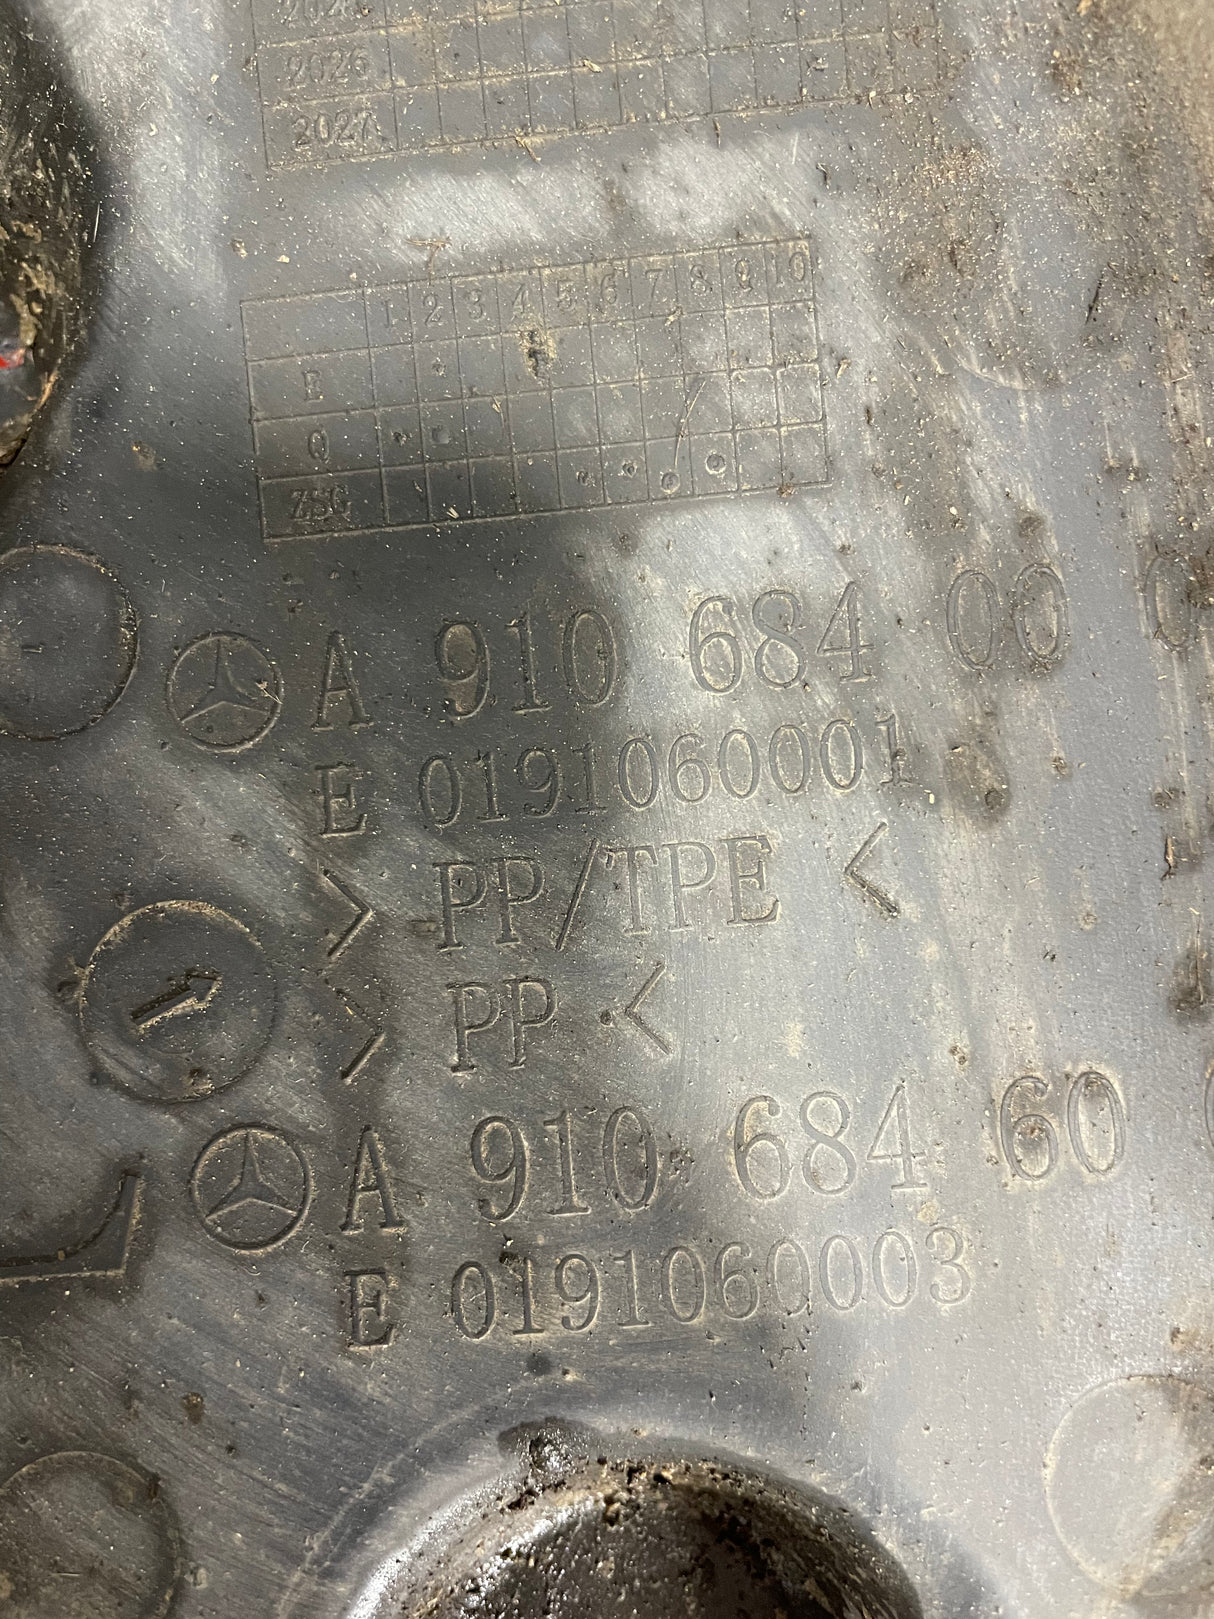 2026
2027
1 2 3 4 5 6 7 8 9 10
E
Q
ZSG
A 910 684 00 0
E 0191060001
> PP/TPE <
> PP <
A 910 684 60
E 0191060003